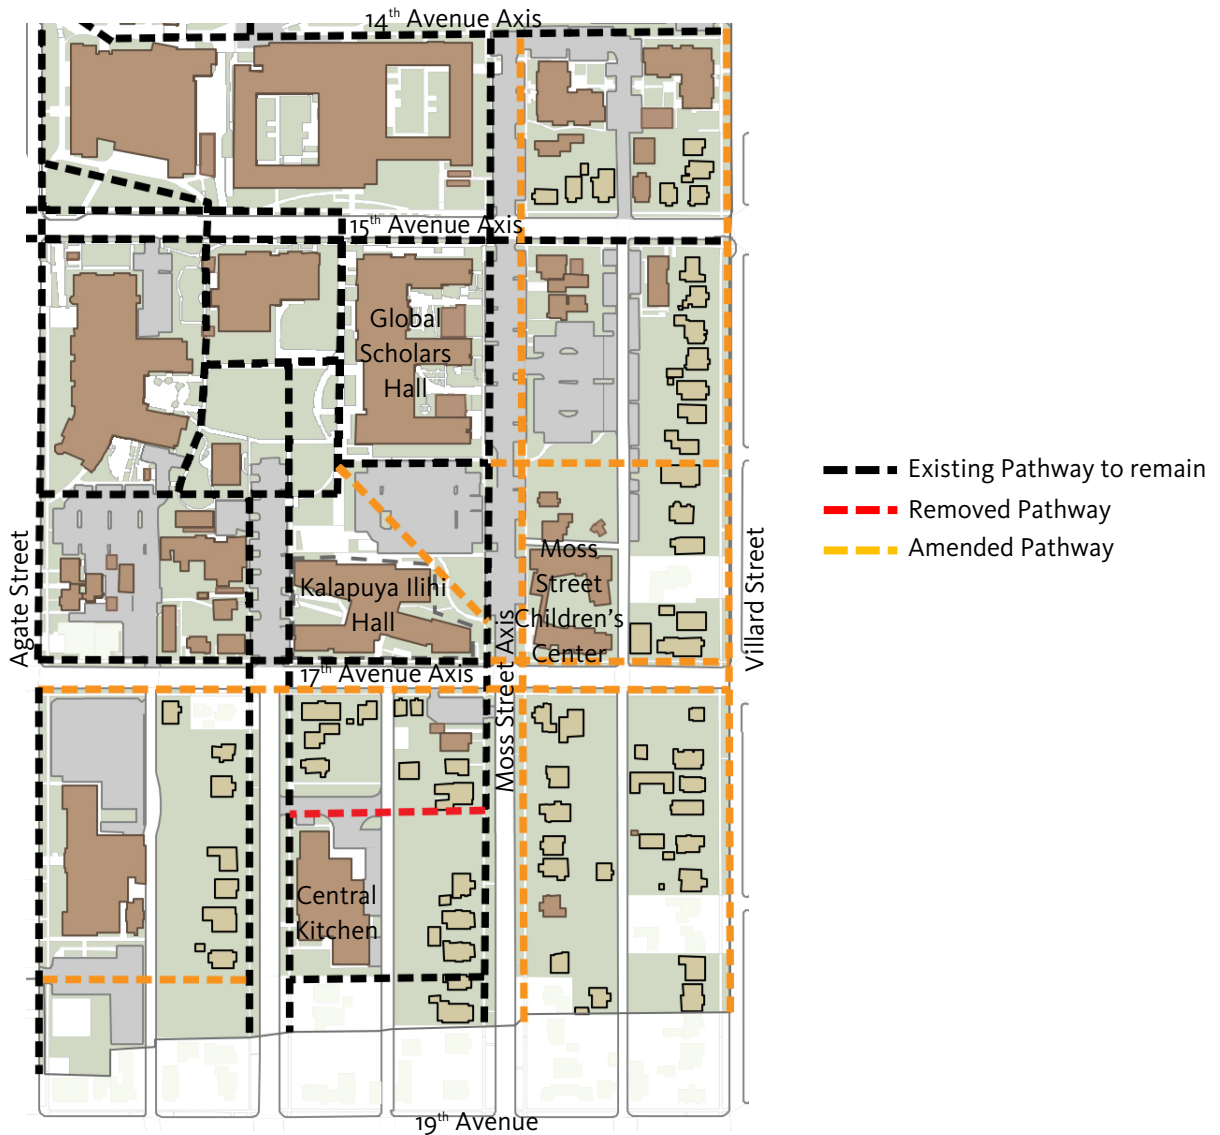 14th Avenue Axis
15th Avenue Axis
Global
Scholars
Hall
Existing Pathway to remain
Removed Pathway
Amended Pathway
Agate Street
Villard Street
Moss
Street
Children's
Center
Kalapuya Ilihi
Hall
17th Avenue Axis
Moss Street Axis
Central
Kitchen
19th Avenue